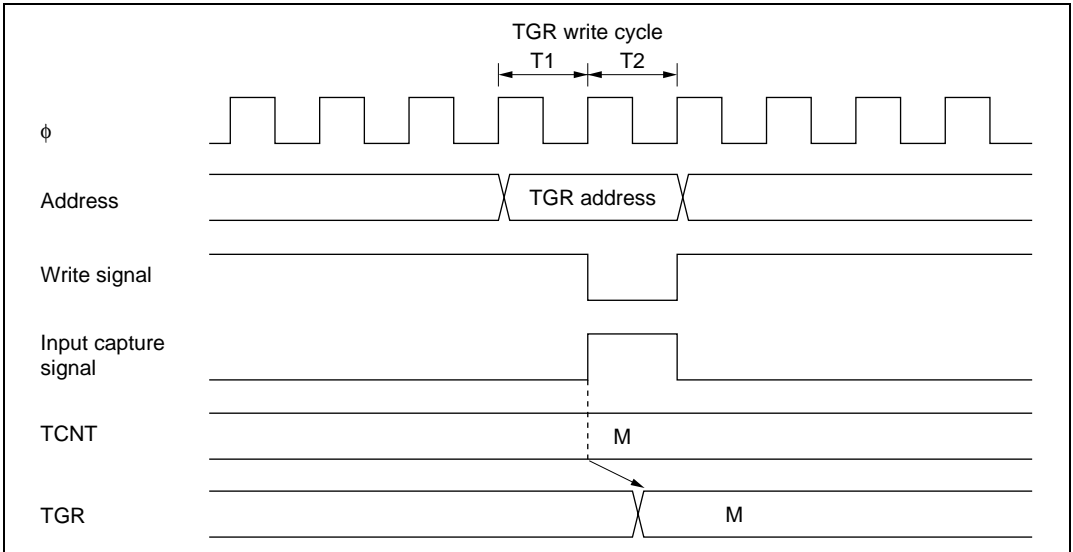 TGR write cycle
T1 T2
ϕ
Address
TGR address
Write signal
Input capture
signal
TCNT
M
TGR
M